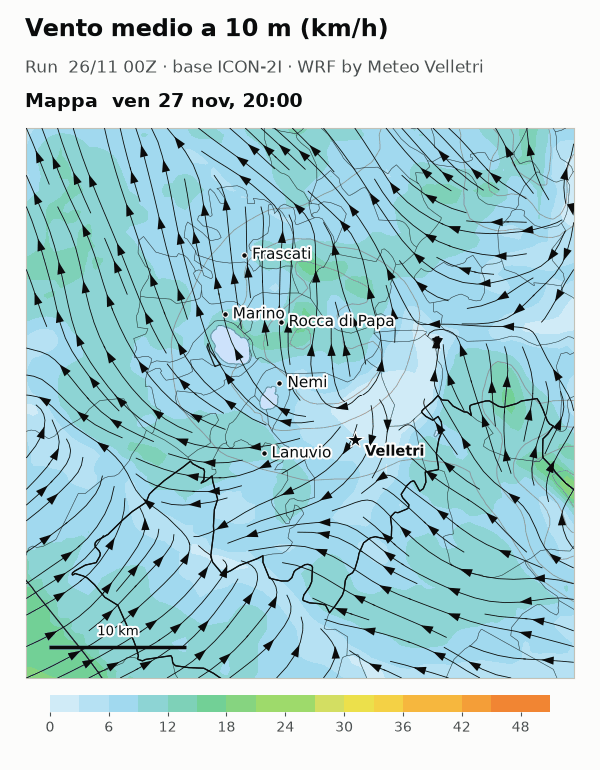 Vento medio a 10 m (km/h)
Run  26/11 00Z · base ICON-2I · WRF by Meteo Velletri
Mappa  ven 27 nov, 20:00
Frascati
Marino
Rocca di Papa
Nemi
Lanuvio
Velletri
10 km
0 6 12 18 24 30 36 42 48